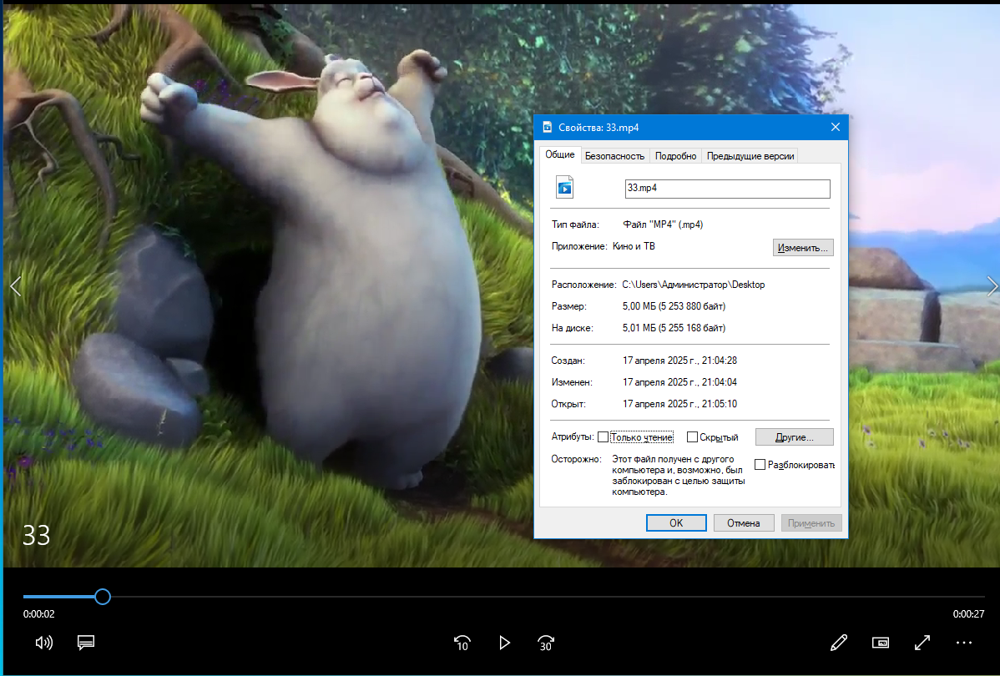 Свойства: 33.mp4
Общие Безопасность Подробно Предыдущие версии
33.mp4
Тип файла: Файл "MP4" (.mp4)
Приложение: Кино и ТВ Изменить...
Расположение: C:\Users\Администратор\Desktop
Размер: 5,00 МБ (5 253 880 байт)
На диске: 5,01 МБ (5 255 168 байт)
Создан: 17 апреля 2025 г., 21:04:28
Изменен: 17 апреля 2025 г., 21:04:04
Открыт: 17 апреля 2025 г., 21:05:10
Атрибуты: Только чтение Скрытый Другие...
Осторожно: Этот файл получен с другого
компьютера и, возможно, был
заблокирован с целью защиты
компьютера.
Разблокировать
ОК Отмена Применить
33
0:00:02 0:00:27
10 30